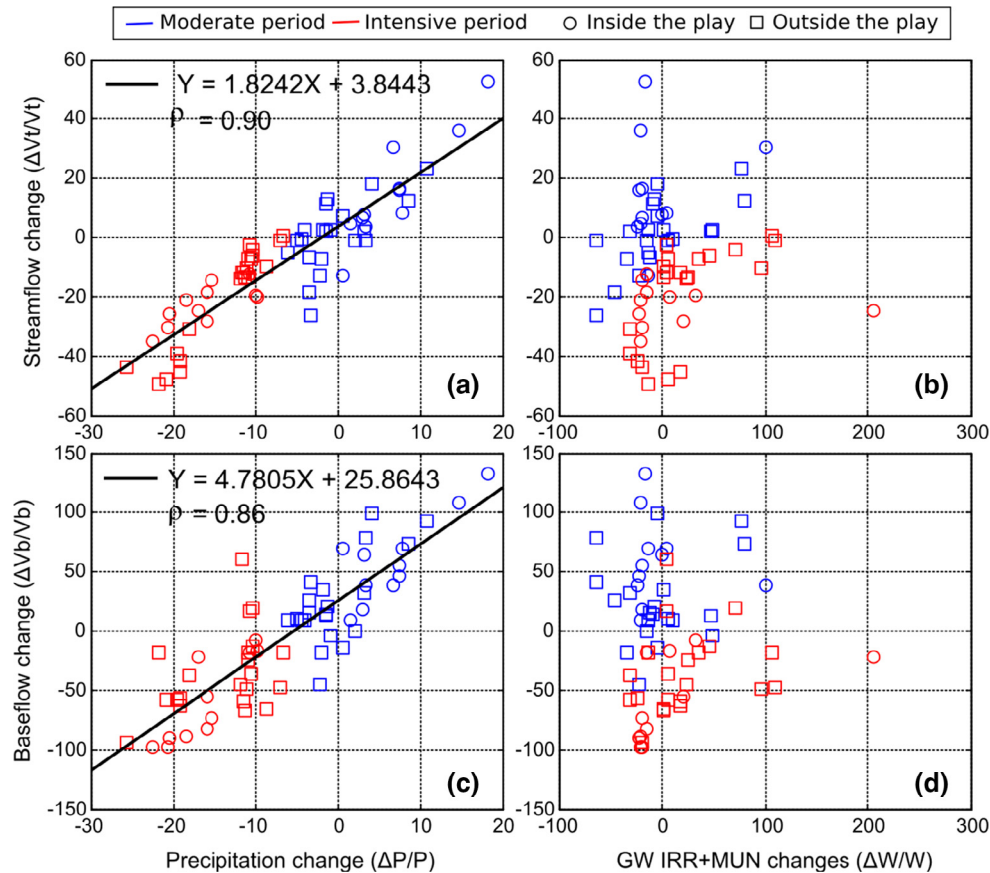 Moderate period Intensive period Inside the play Outside the play
Streamflow change (ΔVt/Vt)
60
40
20
0
-20
-40
-60
Y = 1.8242X + 3.8443
ρ = 0.90
(a)
-30 -20 -10 0 10 20
60
40
20
0
-20
-40
-60
(b)
-100 0 100 200 300
Baseflow change (ΔVb/Vb)
150
100
50
0
-50
-100
-150
Y = 4.7805X + 25.8643
ρ = 0.86
(c)
-30 -20 -10 0 10 20
Precipitation change (ΔP/P)
150
100
50
0
-50
-100
-150
(d)
-100 0 100 200 300
GW IRR+MUN changes (ΔW/W)